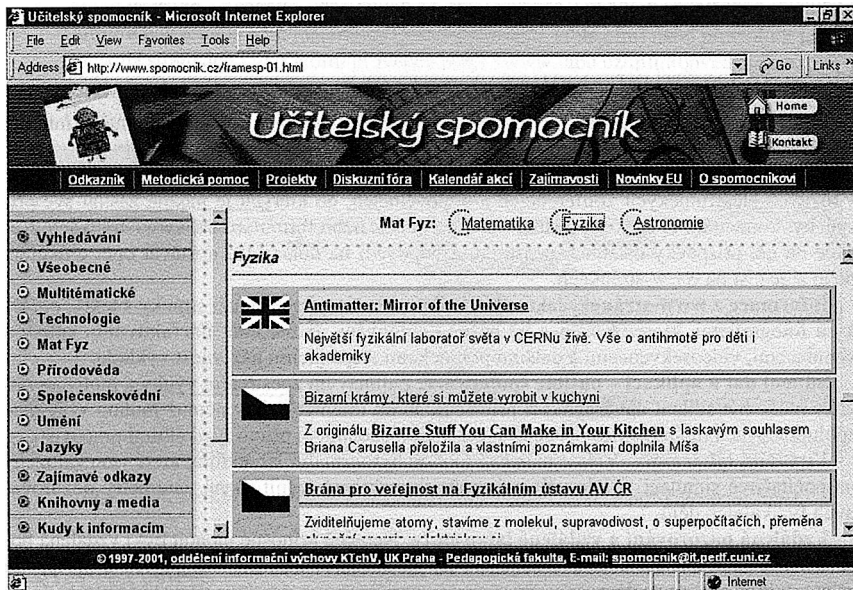 Učitelský spomocník - Microsoft Internet Explorer
File Edit View Favorites Tools Help
Address http://www.spomocnik.cz/framesp-01.html Go Links »
Učitelský spomocník
Home
Kontakt
Odkazník Metodická pomoc Projekty Diskuzní fóra Kalendář akcí Zajímavosti Novinky EU O spomocníkovi
Vyhledávání
Všeobecné
Multitématické
Technologie
Mat Fyz
Přírodověda
Společenskovědní
Umění
Jazyky
Zajímavé odkazy
Knihovny a media
Kudy k informacím
Mat Fyz: Matematika Fyzika Astronomie
Fyzika
Antimatter: Mirror of the Universe
Největší fyzikální laboratoř světa v CERNu živě. Vše o antihmotě pro děti i
akademiky
Bizarní krámy, které si můžete vyrobit v kuchyni
Z originálu Bizarre Stuff You Can Make in Your Kitchen s laskavým souhlasem
Briana Carusella přeložila a vlastními poznámkami doplnila Míša
Brána pro veřejnost na Fyzikálním ústavu AV ČR
Zviditelňujeme atomy, stavíme z molekul, supravodivost, o superpočítačích, přeměna
© 1997-2001, oddělení informační výchovy KTchV, UK Praha - Pedagogická fakulta, E-mail: spomocnik@it.pedf.cuni.cz
Internet